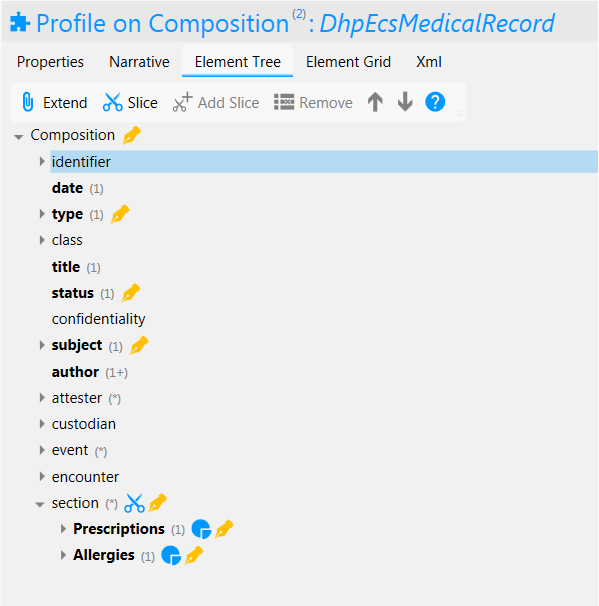 Profile on Composition(2): DhpEcsMedicalRecord
Properties Narrative Element Tree Element Grid Xml
Extend Slice Add Slice Remove ?
Composition
identifier
date (1)
type (1)
class
title (1)
status (1)
confidentiality
subject (1)
author (1+)
attester (*)
custodian
event (*)
encounter
section (*)
Prescriptions (1)
Allergies (1)